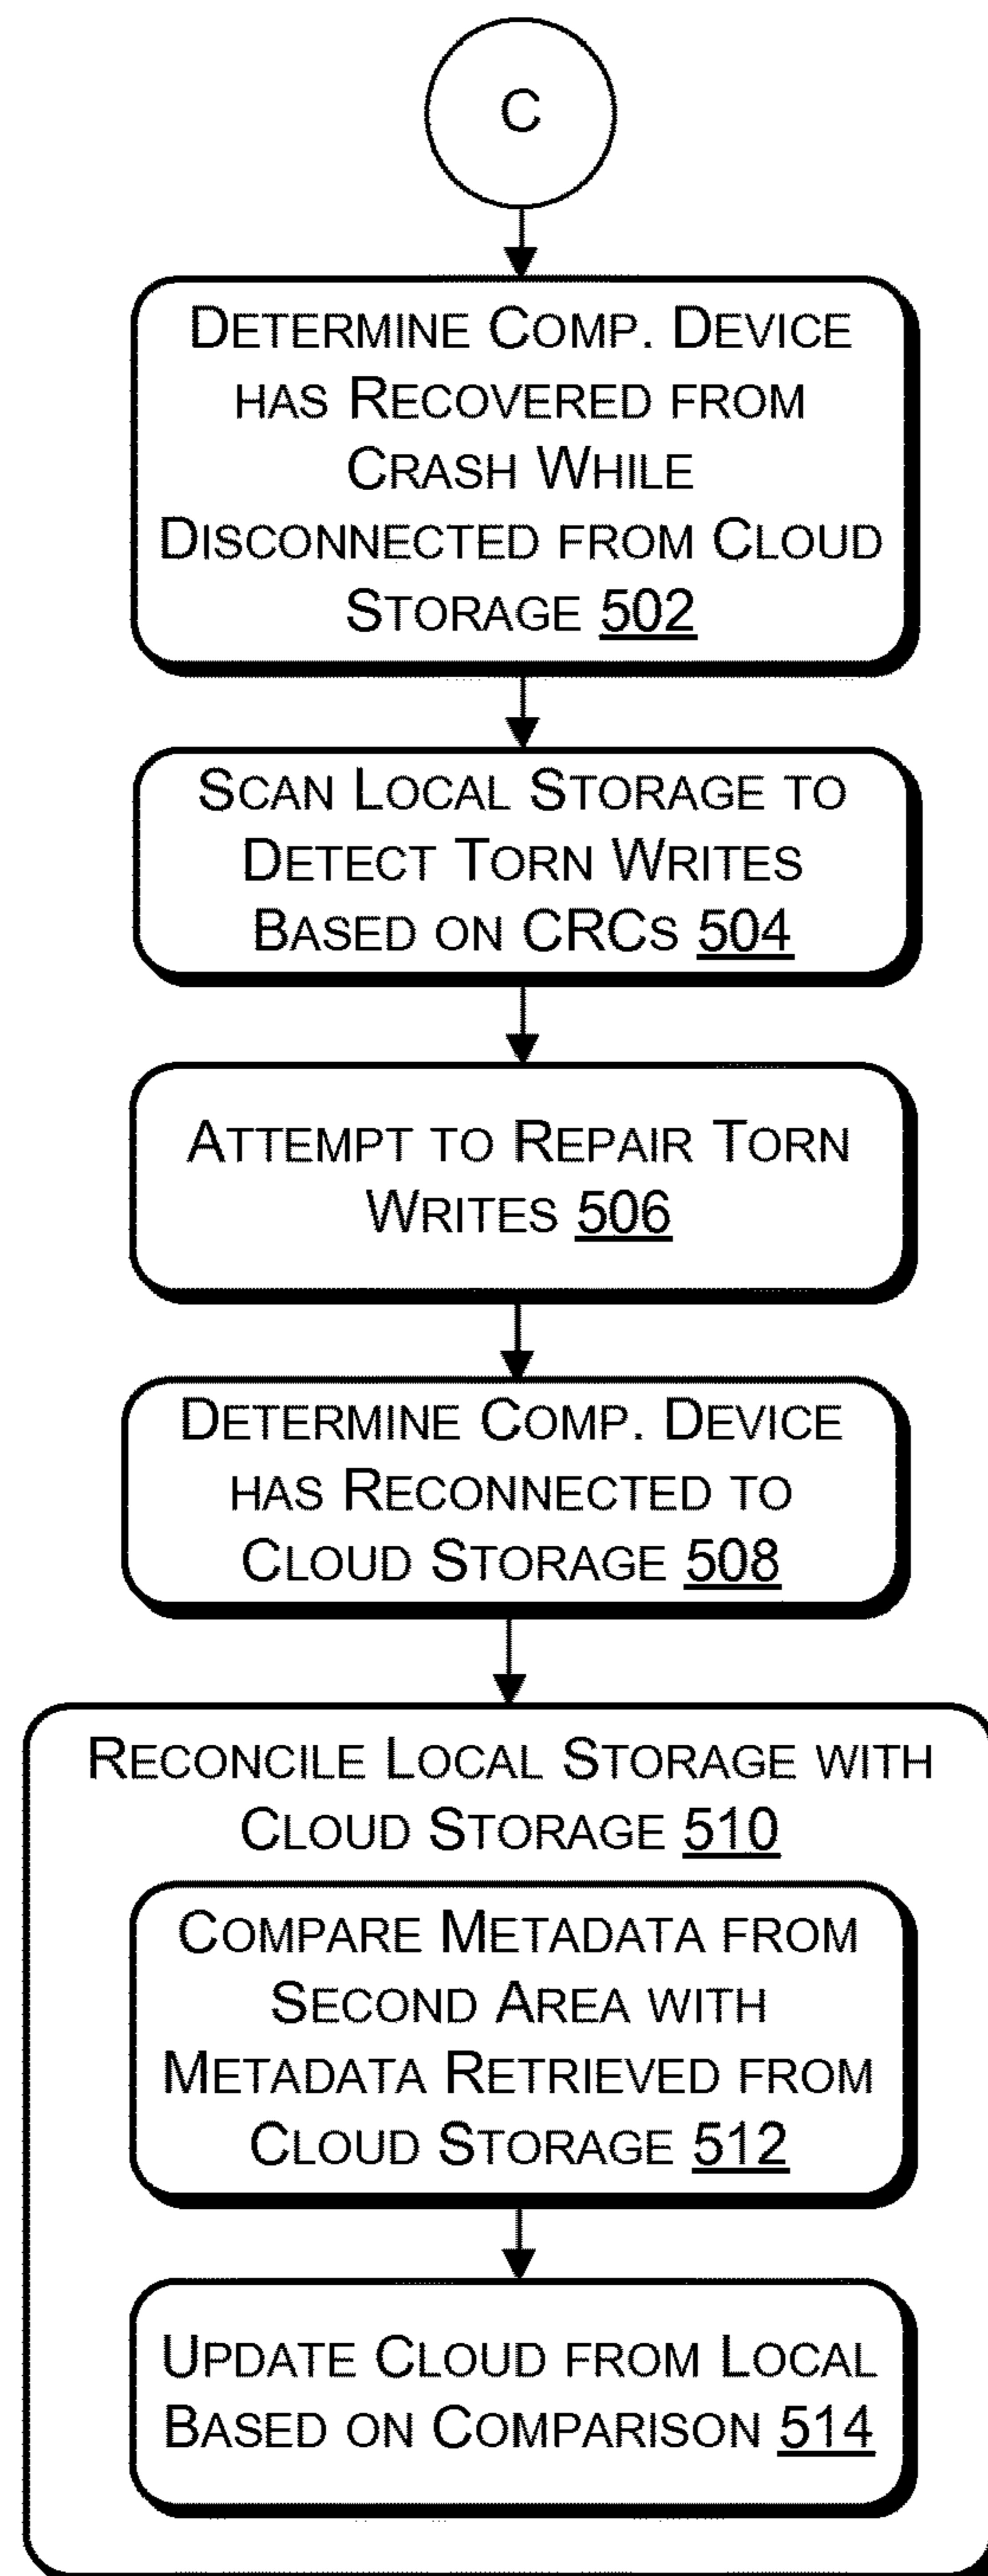 C
DETERMINE COMP. DEVICE
HAS RECOVERED FROM
CRASH WHILE
DISCONNECTED FROM CLOUD
STORAGE 502
SCAN LOCAL STORAGE TO
DETECT TORN WRITES
BASED ON CRCS 504
ATTEMPT TO REPAIR TORN
WRITES 506
DETERMINE COMP. DEVICE
HAS RECONNECTED TO
CLOUD STORAGE 508
RECONCILE LOCAL STORAGE WITH
CLOUD STORAGE 510
COMPARE METADATA FROM
SECOND AREA WITH
METADATA RETRIEVED FROM
CLOUD STORAGE 512
UPDATE CLOUD FROM LOCAL
BASED ON COMPARISON 514